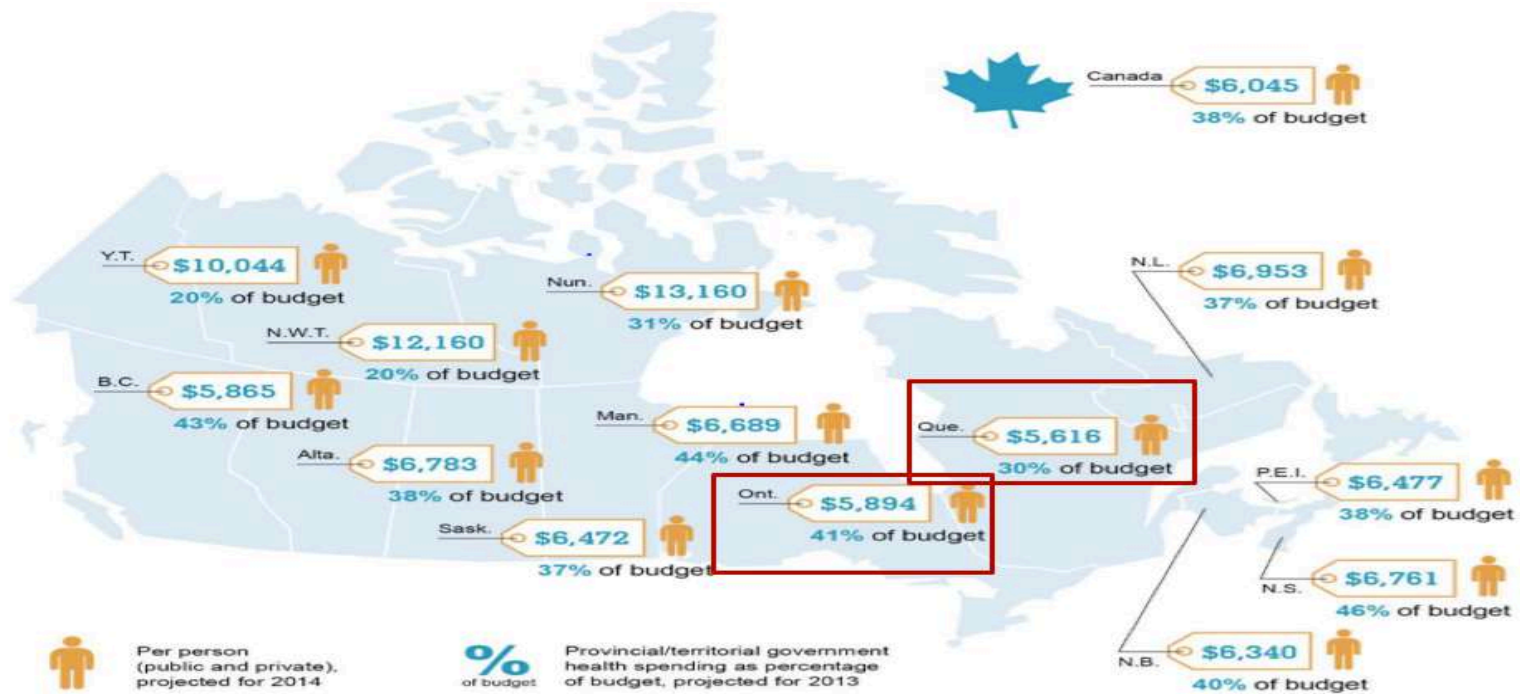 Canada
$6,045
38% of budget
Y.T.
$10,044
20% of budget
Nun.
$13,160
31% of budget
N.L.
$6,953
37% of budget
N.W.T.
$12,160
20% of budget
B.C.
$5,865
43% of budget
Man.
$6,689
44% of budget
Que.
$5,616
30% of budget
Alta.
$6,783
38% of budget
Ont.
$5,894
41% of budget
P.E.I.
$6,477
38% of budget
Sask.
$6,472
37% of budget
N.S.
$6,761
46% of budget
N.B.
$6,340
40% of budget
Per person
(public and private),
projected for 2014
%
of budget
Provincial/territorial government
health spending as percentage
of budget, projected for 2013